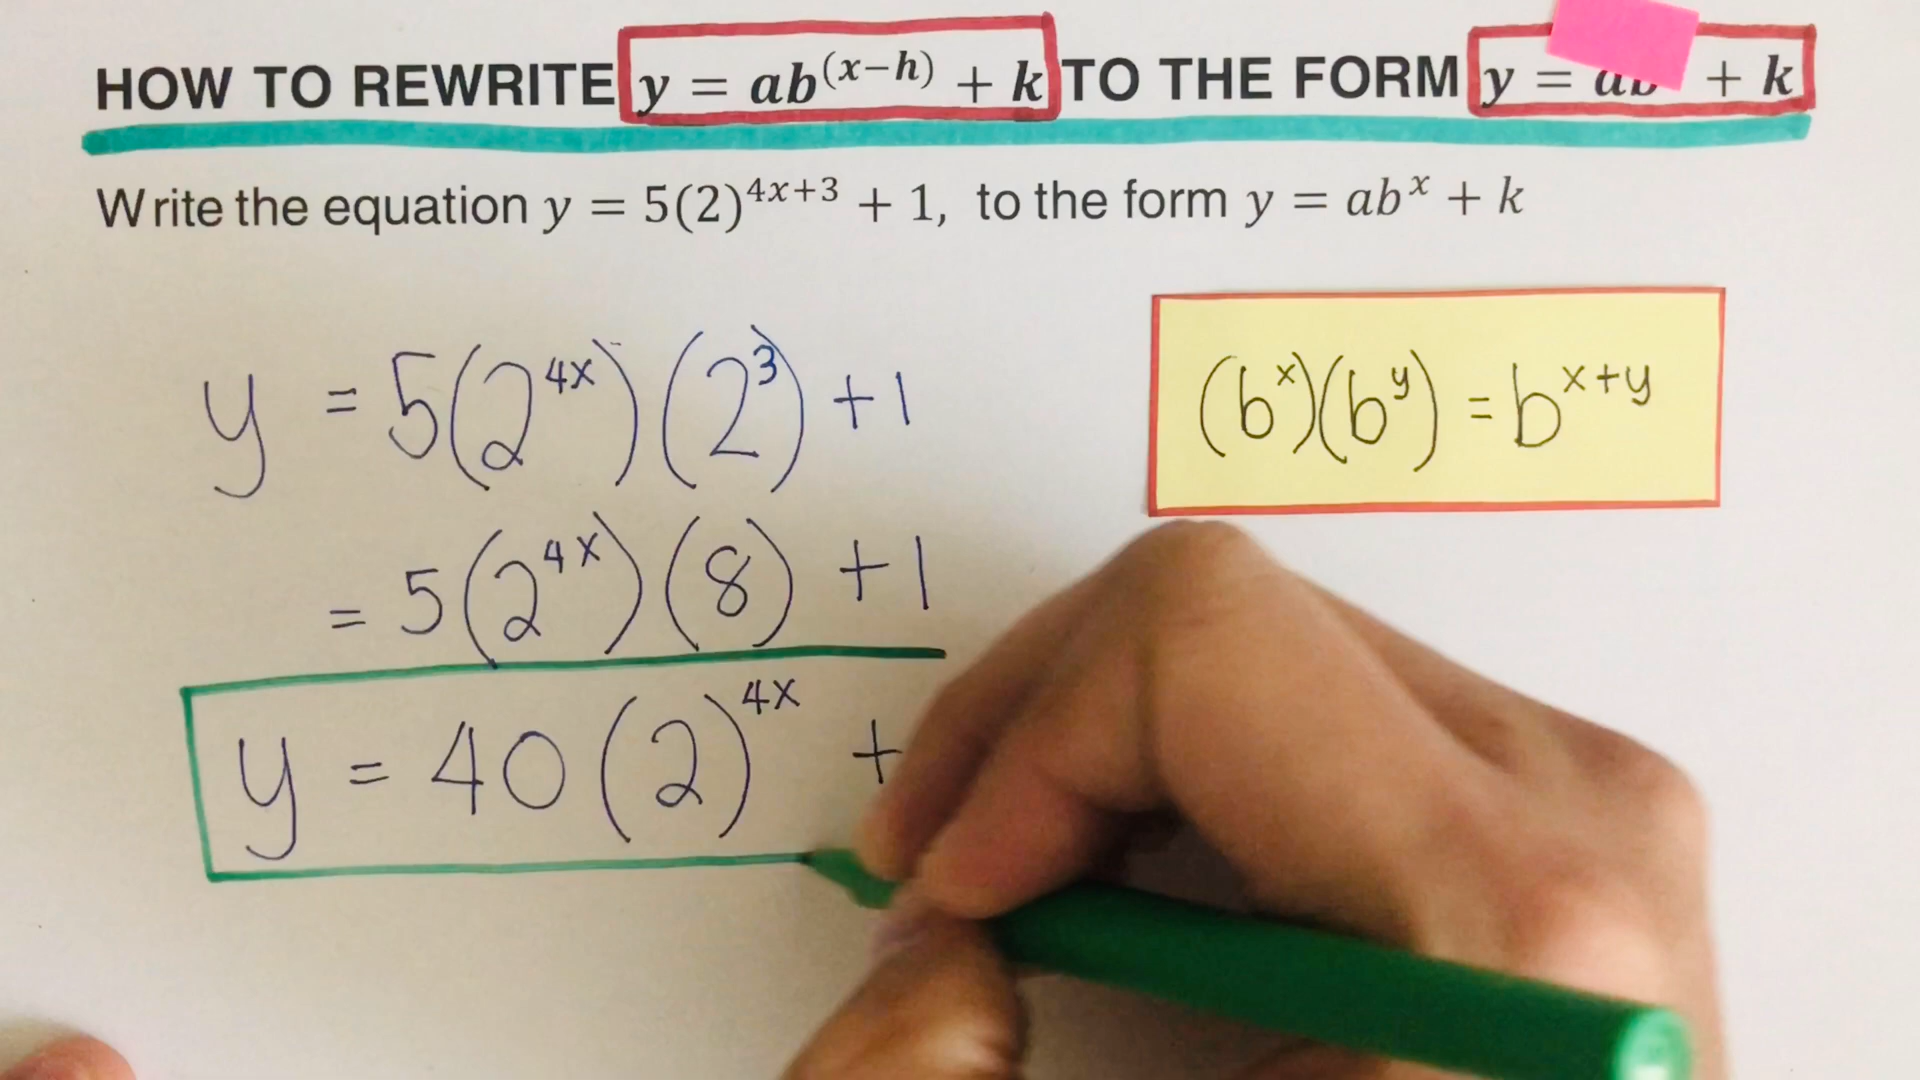 HOW TO REWRITE y = ab^(x−h) + k TO THE FORM y = + k
Write the equation y = 5(2)^4x+3 + 1, to the form y = ab^x + k
y = 5(2^4x)(2^3) + 1
(b^x)(b^y) = b^x+y
= 5(2^4x)(8) + 1
y = 40(2)^4x +